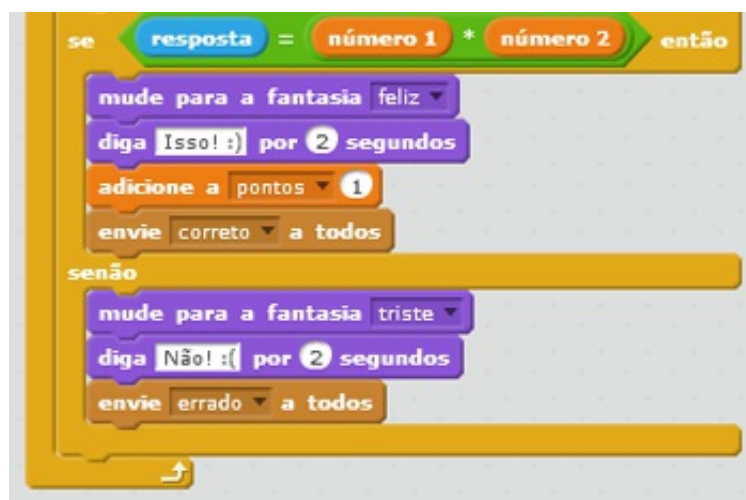 se resposta = número 1 * número 2 então
mude para a fantasia feliz
diga Isso! :) por 2 segundos
adicione a pontos 1
envie correto a todos
senão
mude para a fantasia triste
diga Não! :( por 2 segundos
envie errado a todos